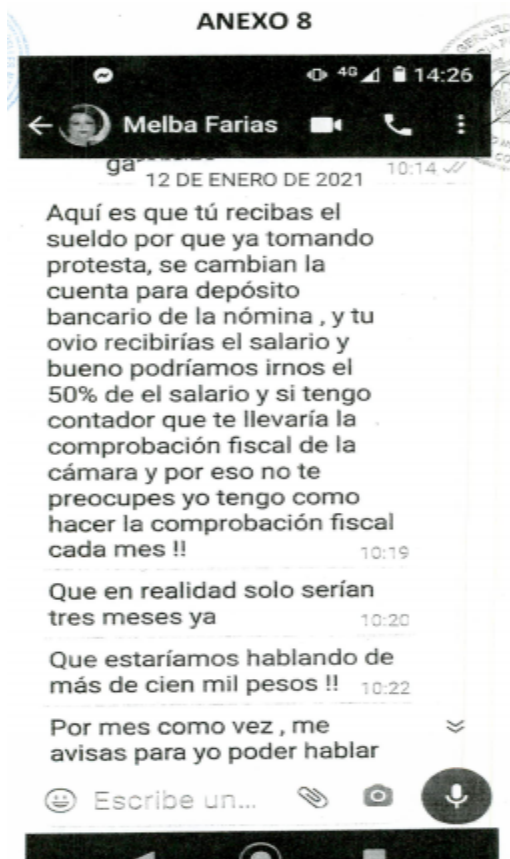 ANEXO 8
4G 14:26
Melba Farias
10:14
12 DE ENERO DE 2021
Aquí es que tú recibas el
sueldo por que ya tomando
protesta, se cambian la
cuenta para depósito
bancario de la nómina , y tu
ovio recibirías el salario y
bueno podríamos irnos el
50% de el salario y si tengo
contador que te llevaría la
comprobación fiscal de la
cámara y por eso no te
preocupes yo tengo como
hacer la comprobación fiscal
cada mes !!
10:19
Que en realidad solo serían
tres meses ya
10:20
Que estaríamos hablando de
más de cien mil pesos !!
10:22
Por mes como vez , me
avisas para yo poder hablar
Escribe un...